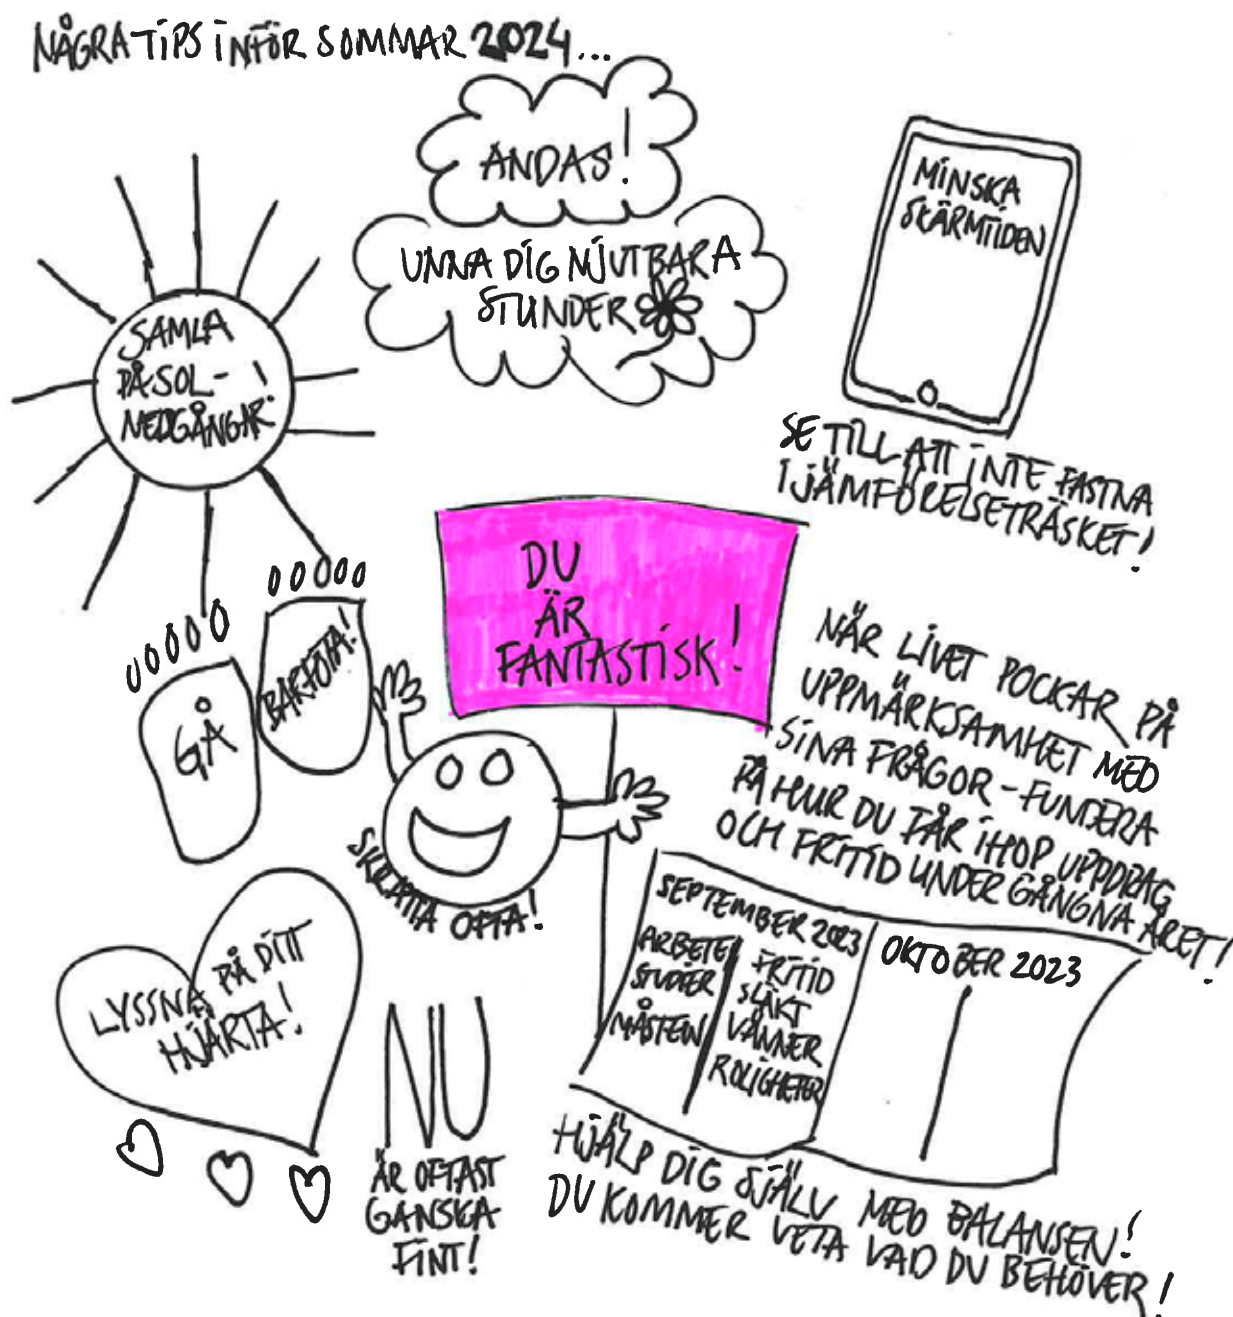 NÅGRA TIPS INFÖR SOMMAR 2024...
ANDAS!
UNNA DIG NJUTBARA
STUNDER
MINSKA
SKÄRMTIDEN
SAMLA
PÅ SOL-
NEDGÅNGAR!
SE TILL ATT INTE FASTNA
I JÄMFÖRELSETRÄSKET!
DU
ÄR
FANTASTISK!
GÅ
BARFOTA!
NÄR LIVET POCKAR PÅ
UPPMÄRKSAMHET MED
SINA FRÅGOR - FUNDERA
PÅ HUR DU FÅR IHOP UPPDRAG
OCH FRITID UNDER GÅNGNA ÅRET!
SKRATTA OFTA!
SEPTEMBER 2023
ARBETE
STUDIER
MÅSTEN
FRITID
SLÄKT
VÄNNER
ROLIGHETER
OKTOBER 2023
LYSSNA PÅ DITT
HJÄRTA!
NU
ÄR OFTAST
GANSKA
FINT!
HJÄLP DIG SJÄLV MED BALANSEN!
DU KOMMER VETA VAD DU BEHÖVER!